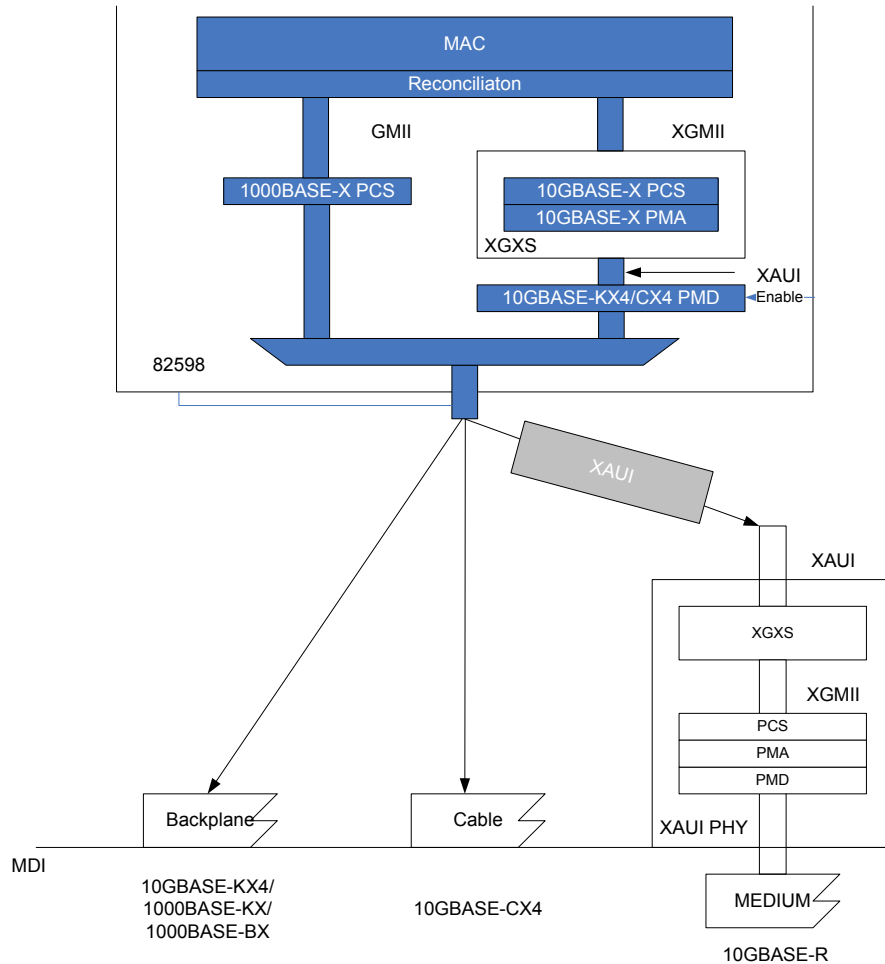 MAC
Reconciliaton
GMII
XGMII
1000BASE-X PCS
10GBASE-X PCS
10GBASE-X PMA
XGXS
XAUI
10GBASE-KX4/CX4 PMD
Enable
82598
XAUI
XAUI
XGXS
XGMII
PCS
PMA
PMD
Backplane
Cable
XAUI PHY
MDI
10GBASE-KX4/
1000BASE-KX/
1000BASE-BX
10GBASE-CX4
MEDIUM
10GBASE-R